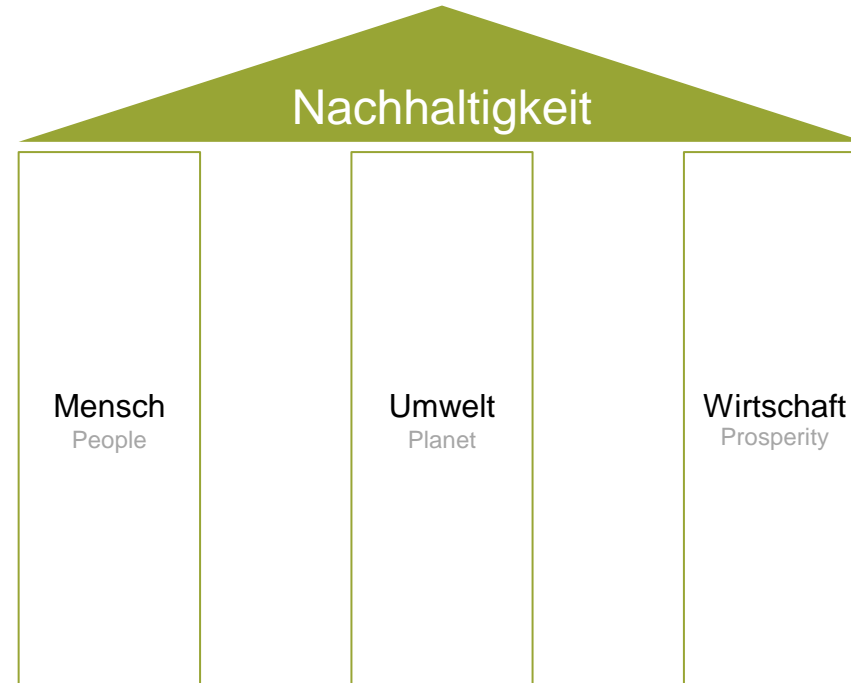 Nachhaltigkeit
Mensch
People
Umwelt
Planet
Wirtschaft
Prosperity